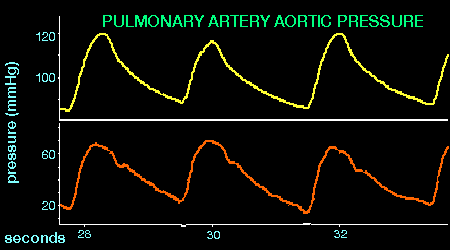 PULMONARY ARTERY AORTIC PRESSURE
120
100
pressure (mmHg)
60
20
28 30 32
seconds